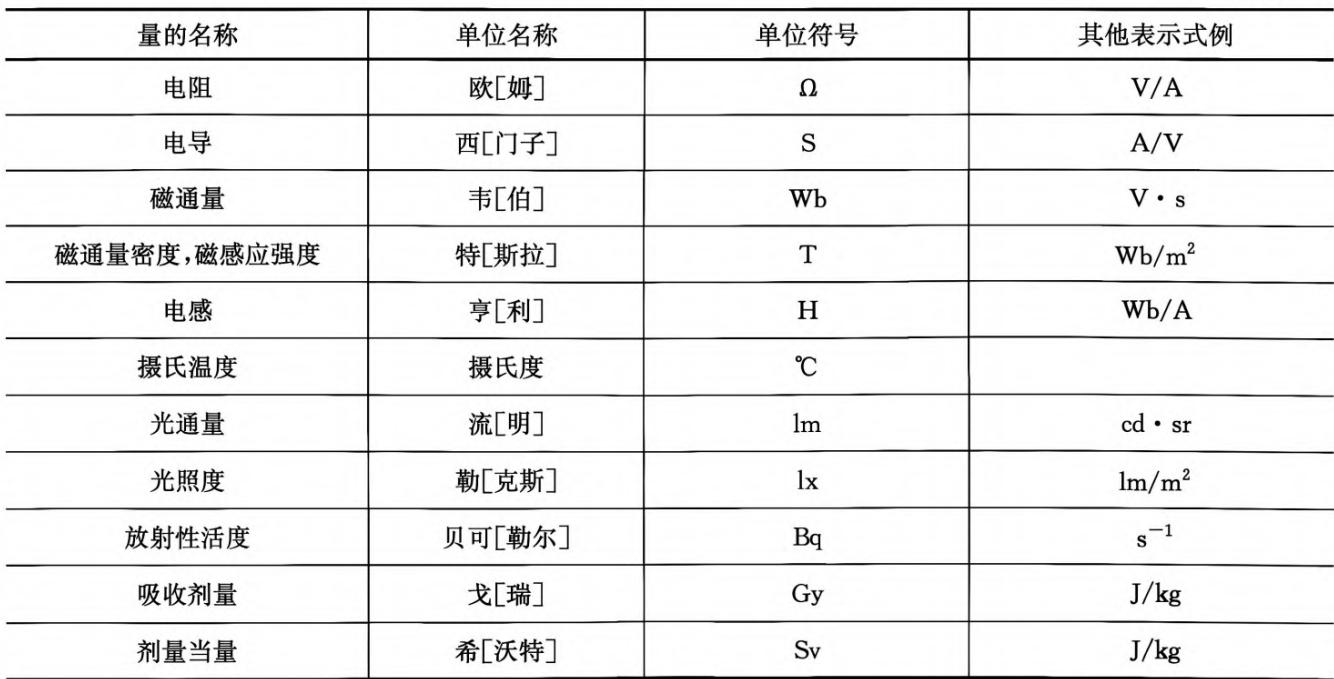 量的名称 单位名称 单位符号 其他表示式例
电阻 欧[姆] Ω V/A
电导 西[门子] S A/V
磁通量 韦[伯] Wb V·s
磁通量密度,磁感应强度 特[斯拉] T Wb/m²
电感 亨[利] H Wb/A
摄氏温度 摄氏度 ℃
光通量 流[明] lm cd·sr
光照度 勒[克斯] lx lm/m²
放射性活度 贝可[勒尔] Bq s⁻¹
吸收剂量 戈[瑞] Gy J/kg
剂量当量 希[沃特] Sv J/kg